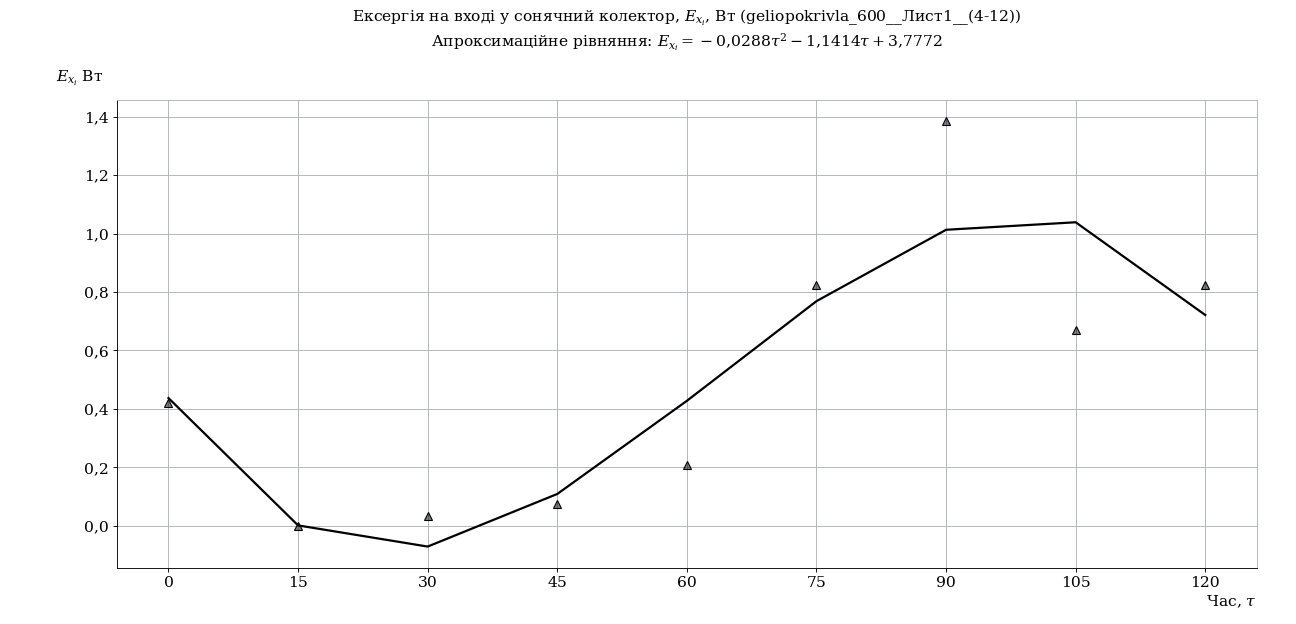 Ексергія на вході у сонячний колектор, Eₓᵢ, Вт (geliopokrivla_600__Лист1__(4-12))
Апроксимаційне рівняння: Eₓᵢ = −0,0288τ² − 1,1414τ + 3,7772
Eₓᵢ Вт
1,4
1,2
1,0
0,8
0,6
0,4
0,2
0,0
0 15 30 45 60 75 90 105 120
Час, τ